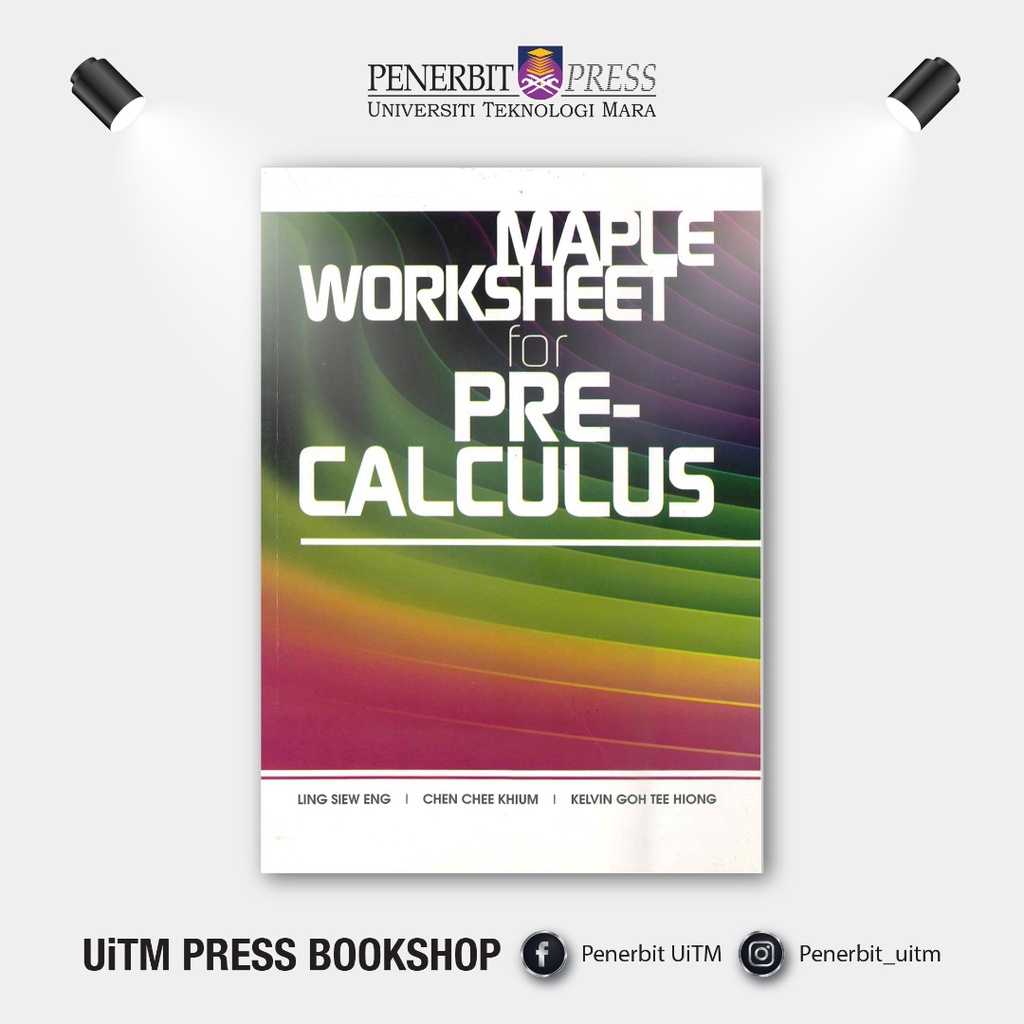 PENERBIT PRESS
UNIVERSITI TEKNOLOGI MARA
MAPLE
WORKSHEET
for
PRE-
CALCULUS
LING SIEW ENG | CHEN CHEE KHIUM | KELVIN GOH TEE HIONG
UiTM PRESS BOOKSHOP Penerbit UiTM Penerbit_uitm